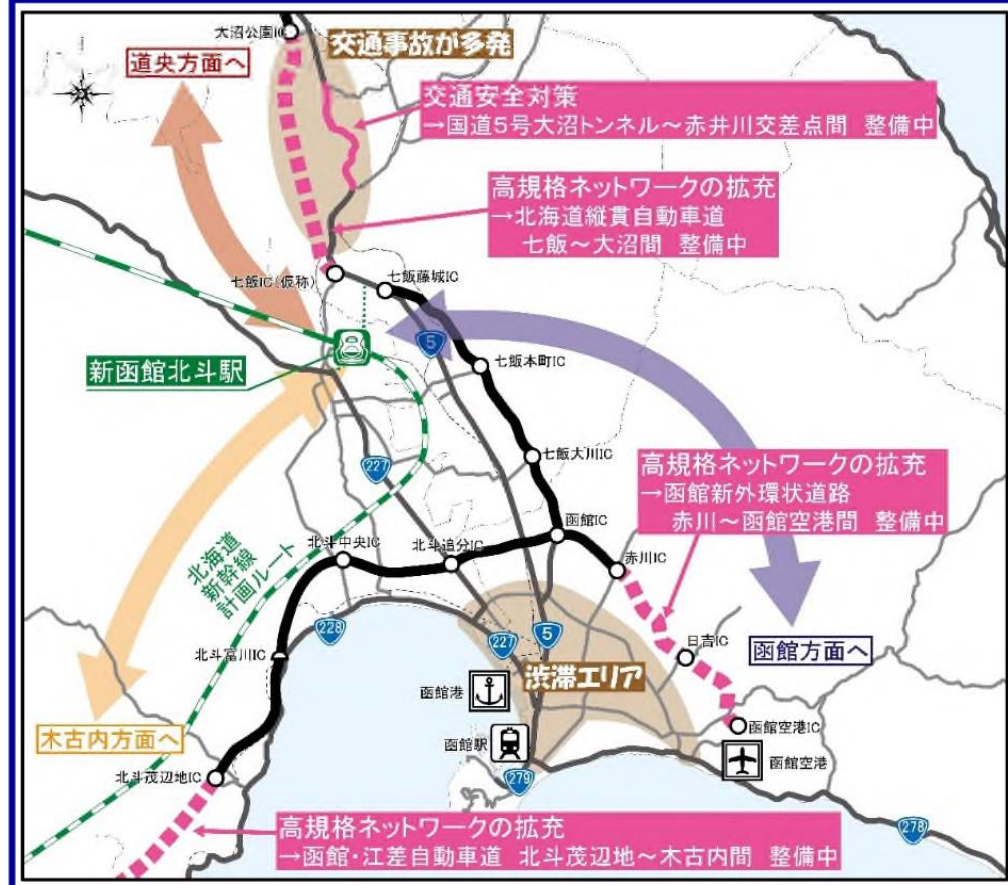 大沼公園IC
交通事故が多発
道央方面へ
交通安全対策
→国道5号大沼トンネル～赤井川交差点間 整備中
高規格ネットワークの拡充
→北海道縦貫自動車道
七飯～大沼間 整備中
七飯IC(仮称)
七飯藤城IC
5
新函館北斗駅
七飯本町IC
227
七飯大川IC
高規格ネットワークの拡充
→函館新外環状道路
赤川～函館空港間 整備中
函館IC
北斗中央IC
北斗追分IC
赤川IC
北海道
新幹線
計画ルート
228
227
5
日吉IC
函館方面へ
北斗富川IC
渋滞エリア
函館港
木古内方面へ
函館駅
函館空港IC
函館空港
北斗茂辺地IC
279
278
高規格ネットワークの拡充
→函館・江差自動車道 北斗茂辺地～木古内間 整備中